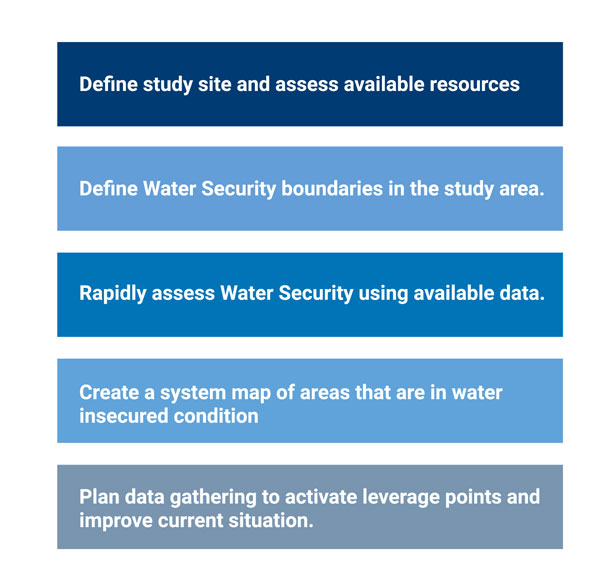 Define study site and assess available resources
Define Water Security boundaries in the study area.
Rapidly assess Water Security using available data.
Create a system map of areas that are in water
insecured condition
Plan data gathering to activate leverage points and
improve current situation.